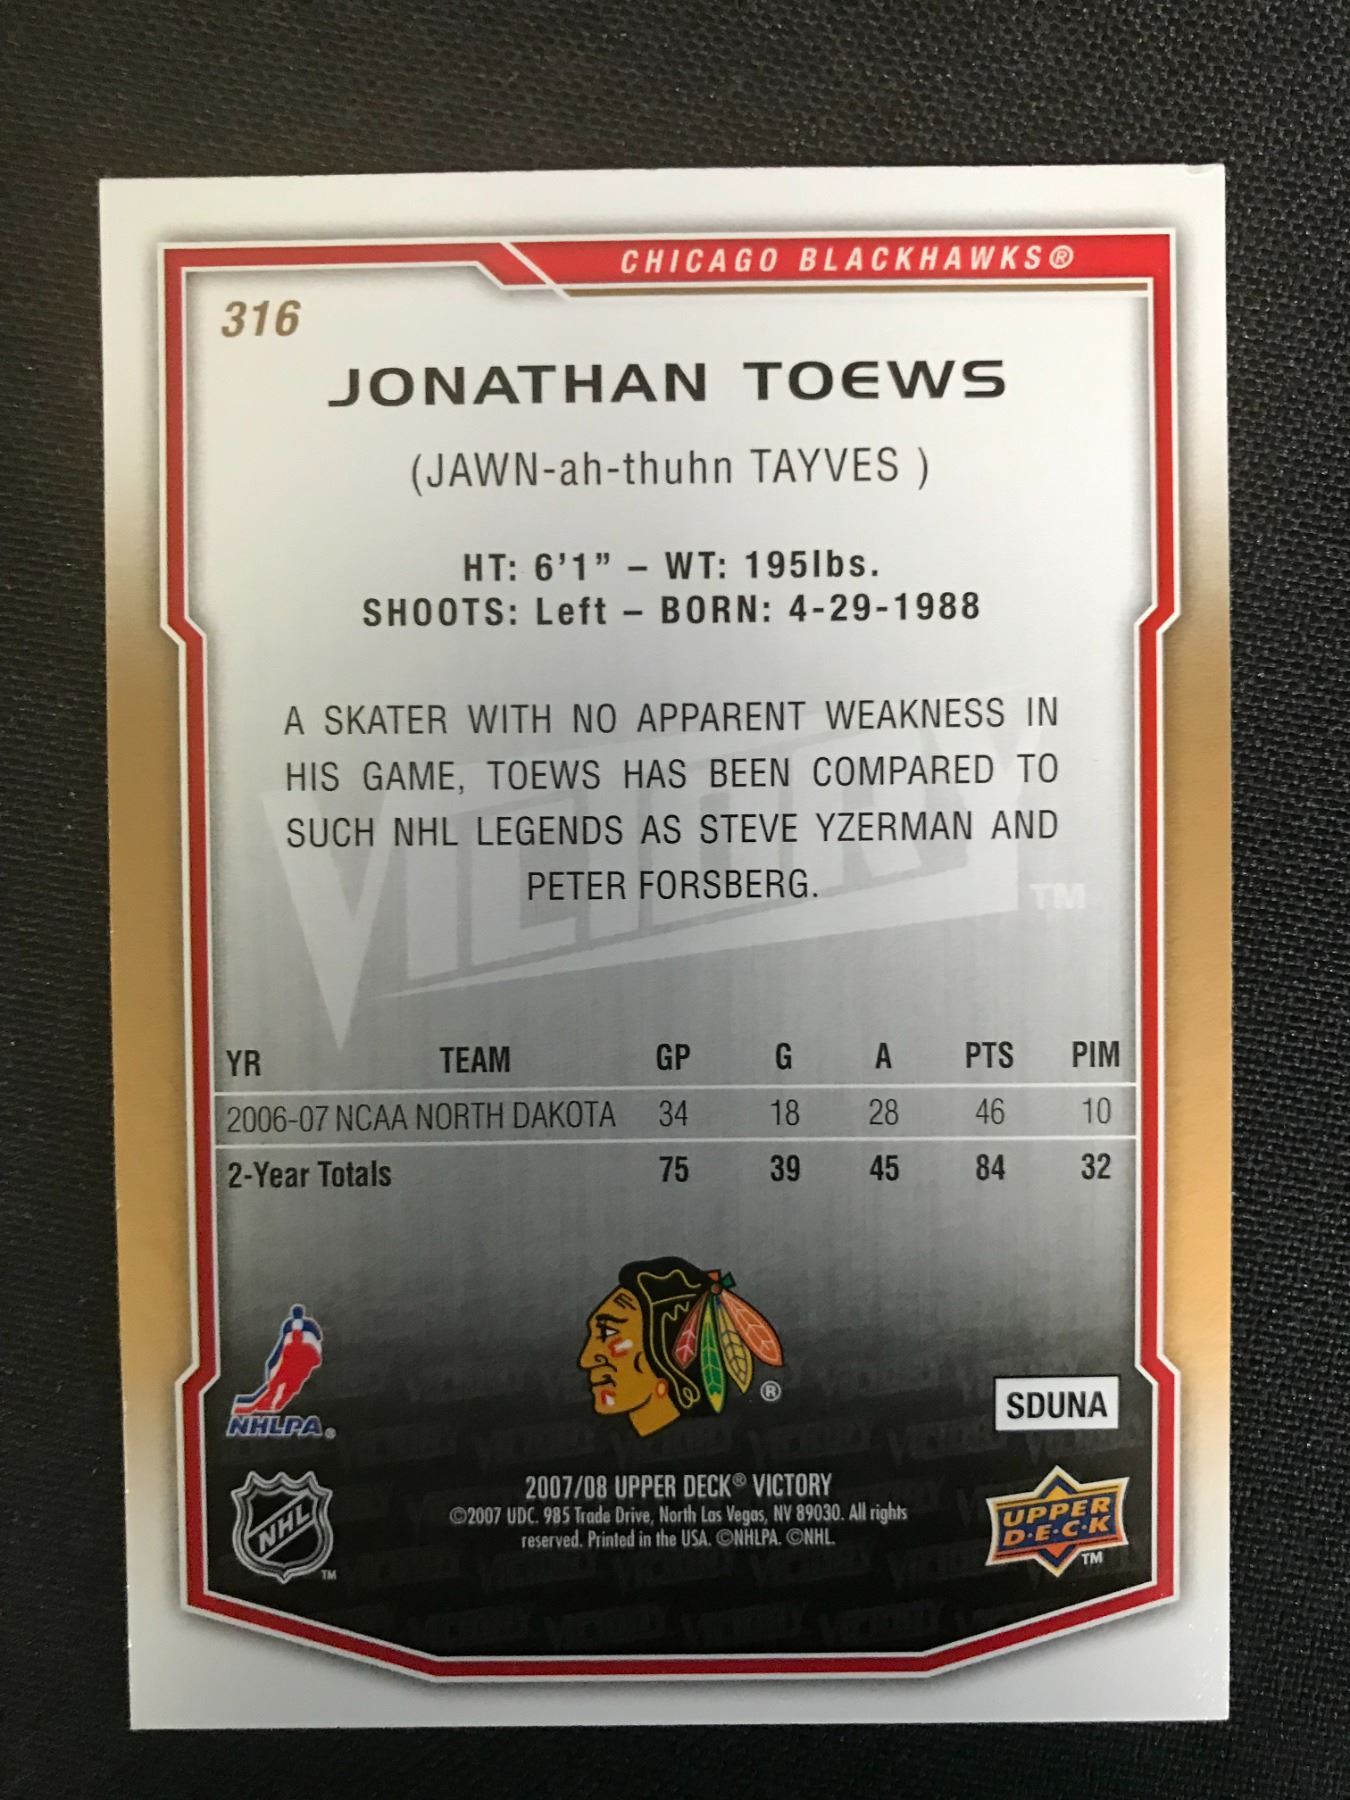 CHICAGO BLACKHAWKS®
316
JONATHAN TOEWS
(JAWN-ah-thuhn TAYVES )
HT: 6'1” – WT: 195lbs.
SHOOTS: Left – BORN: 4-29-1988
A SKATER WITH NO APPARENT WEAKNESS IN
HIS GAME, TOEWS HAS BEEN COMPARED TO
SUCH NHL LEGENDS AS STEVE YZERMAN AND
PETER FORSBERG.
VICTORY TM
YR TEAM GP G A PTS PIM
2006-07 NCAA NORTH DAKOTA 34 18 28 46 10
2-Year Totals 75 39 45 84 32
®
NHLPA®
SDUNA
NHL TM
2007/08 UPPER DECK® VICTORY
©2007 UDC. 985 Trade Drive, North Las Vegas, NV 89030. All rights
reserved. Printed in the USA. ©NHLPA. ©NHL.
UPPER
D·E·C·K
TM